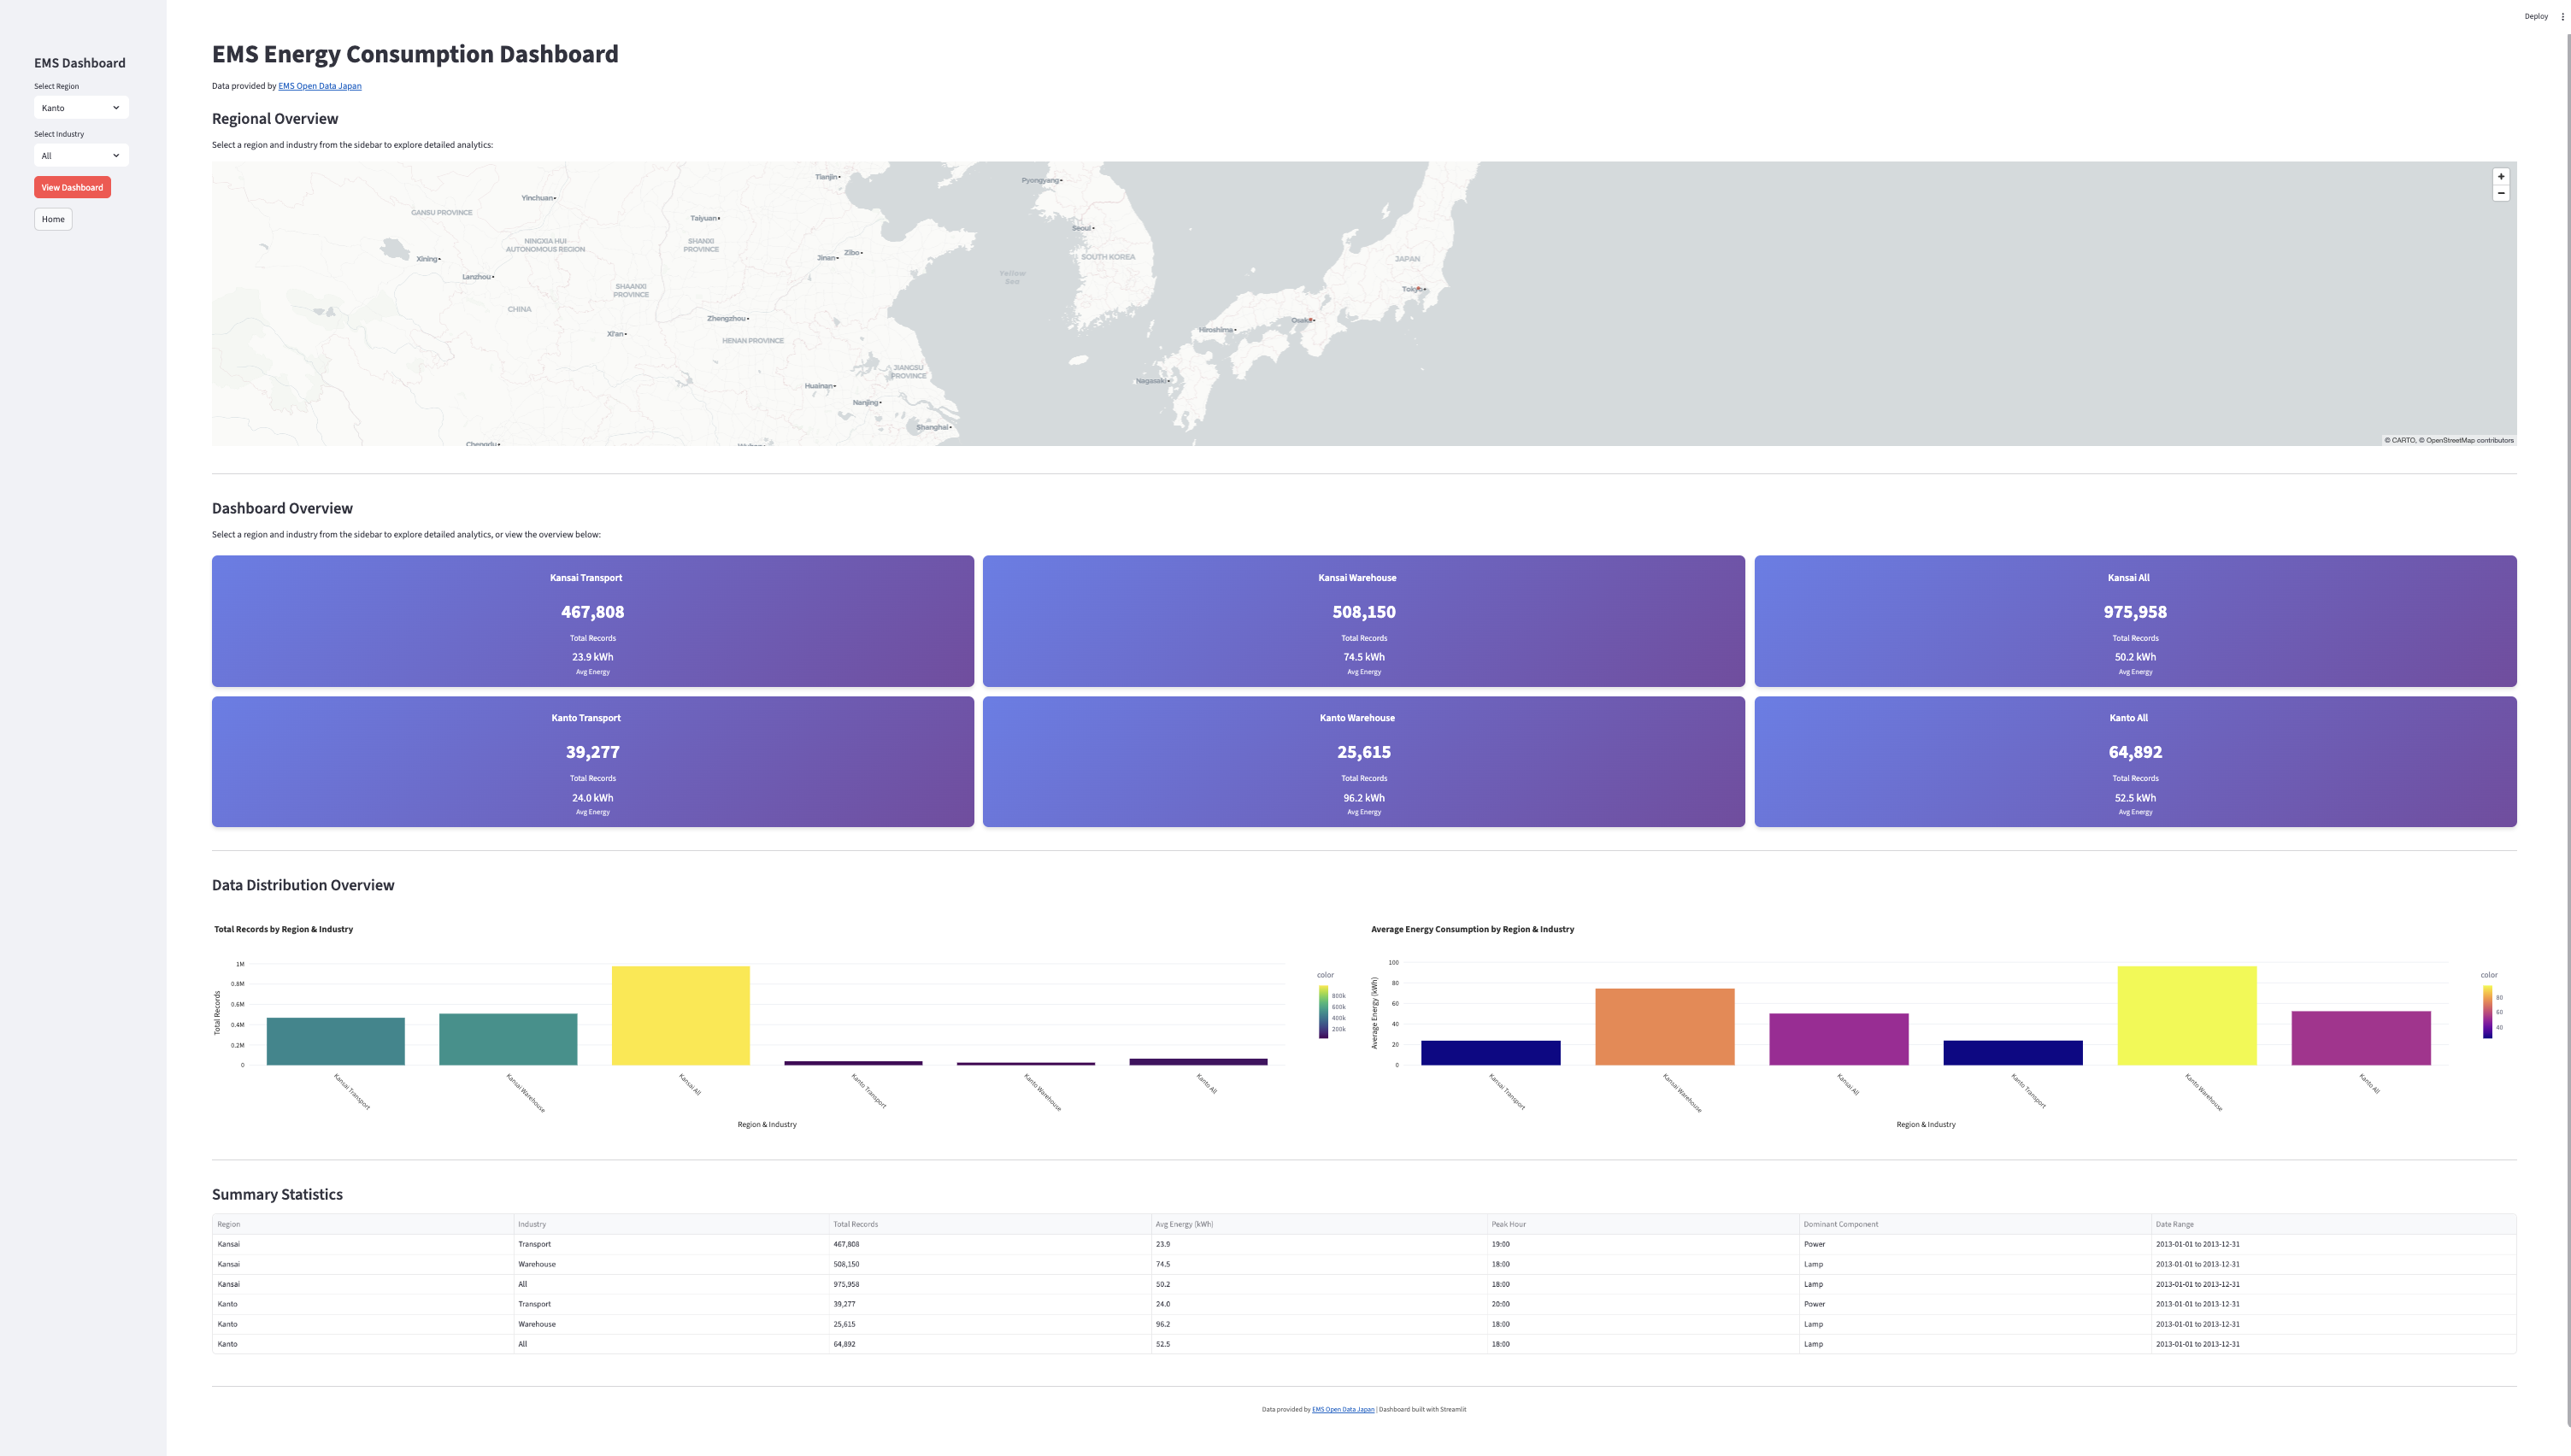 Deploy
EMS Dashboard
Select Region
Kanto
Select Industry
All
View Dashboard
Home
EMS Energy Consumption Dashboard
Data provided by EMS Open Data Japan
Regional Overview
Select a region and industry from the sidebar to explore detailed analytics:
Tianjin
Pyongyang
Yinchuan
GANSU PROVINCE
Taiyuan
Seoul
NINGXIA HUI
AUTONOMOUS REGION
SHANXI
PROVINCE
Zibo
Jinan
Xining
SOUTH KOREA
JAPAN
Lanzhou
Yellow
Sea
SHAANXI
PROVINCE
Tokyo
CHINA
Zhengzhou
Osaka
Xi'an
Hiroshima
HENAN PROVINCE
JIANGSU
PROVINCE
Nagasaki
Huainan
Nanjing
Shanghai
Chengdu
+
−
© CARTO, © OpenStreetMap contributors
Dashboard Overview
Select a region and industry from the sidebar to explore detailed analytics, or view the overview below:
Kansai Transport
467,808
Total Records
23.9 kWh
Avg Energy
Kansai Warehouse
508,150
Total Records
74.5 kWh
Avg Energy
Kansai All
975,958
Total Records
50.2 kWh
Avg Energy
Kanto Transport
39,277
Total Records
24.0 kWh
Avg Energy
Kanto Warehouse
25,615
Total Records
96.2 kWh
Avg Energy
Kanto All
64,892
Total Records
52.5 kWh
Avg Energy
Data Distribution Overview
Total Records by Region & Industry
Total Records
1M
0.8M
0.6M
0.4M
0.2M
0
Kansai Transport
Kansai Warehouse
Kansai All
Kanto Transport
Kanto Warehouse
Kanto All
Region & Industry
color
800k
600k
400k
200k
Average Energy Consumption by Region & Industry
Average Energy (kWh)
100
80
60
40
20
0
Kansai Transport
Kansai Warehouse
Kansai All
Kanto Transport
Kanto Warehouse
Kanto All
Region & Industry
color
80
60
40
Summary Statistics
Region Industry Total Records Avg Energy (kWh) Peak Hour Dominant Component Date Range
Kansai Transport 467,808 23.9 19:00 Power 2013-01-01 to 2013-12-31
Kansai Warehouse 508,150 74.5 18:00 Lamp 2013-01-01 to 2013-12-31
Kansai All 975,958 50.2 18:00 Lamp 2013-01-01 to 2013-12-31
Kanto Transport 39,277 24.0 20:00 Power 2013-01-01 to 2013-12-31
Kanto Warehouse 25,615 96.2 18:00 Lamp 2013-01-01 to 2013-12-31
Kanto All 64,892 52.5 18:00 Lamp 2013-01-01 to 2013-12-31
Data provided by EMS Open Data Japan | Dashboard built with Streamlit